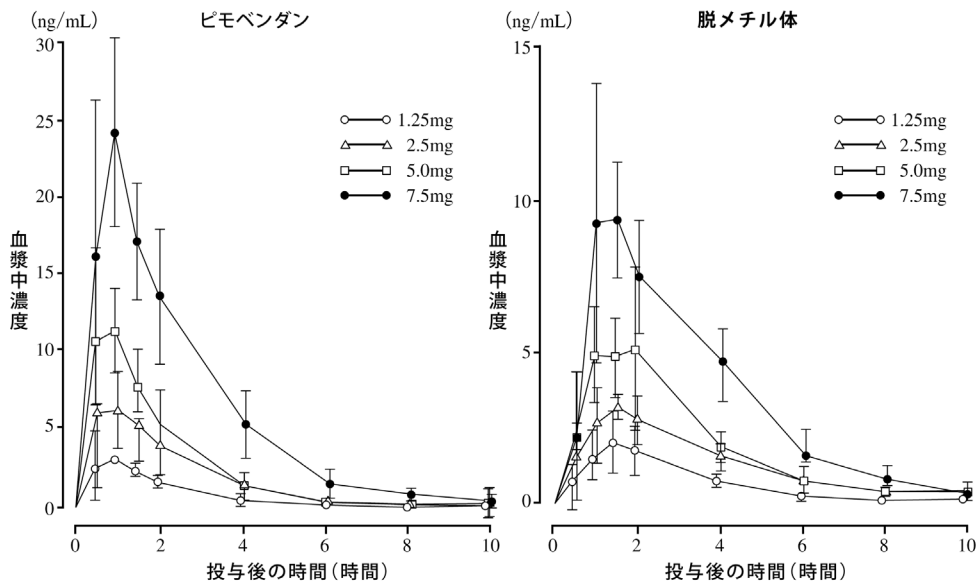 (ng/mL)
ピモベンダン
30
25
20
15
10
5
0
血漿中濃度
1.25mg
2.5mg
5.0mg
7.5mg
0 2 4 6 8 10
投与後の時間(時間)
(ng/mL)
脱メチル体
15
10
5
0
血漿中濃度
1.25mg
2.5mg
5.0mg
7.5mg
0 2 4 6 8 10
投与後の時間(時間)